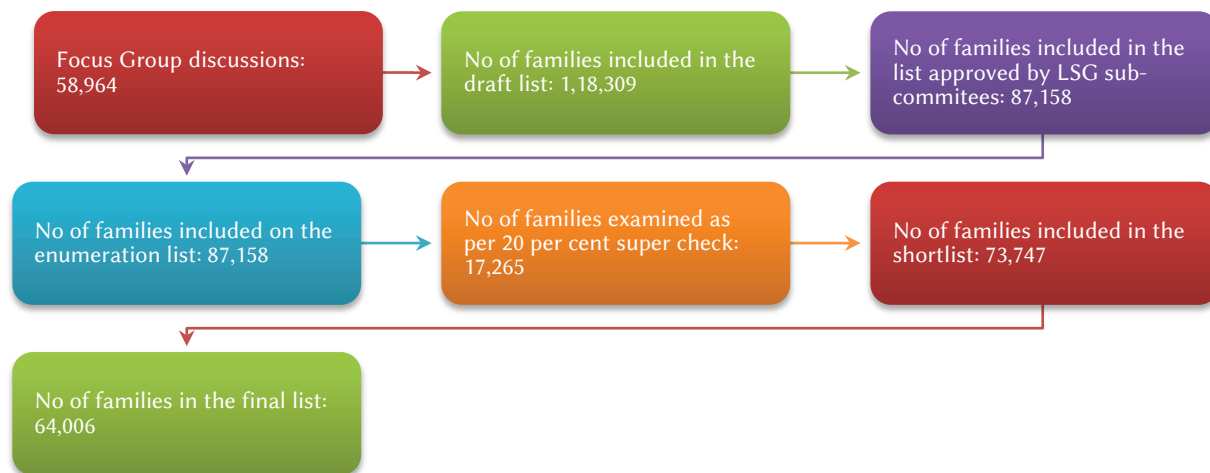 Focus Group discussions:
58,964
No of families included in the
draft list: 1,18,309
No of families included in the
list approved by LSG sub-
commitees: 87,158
No of families included on the
enumeration list: 87,158
No of families examined as
per 20 per cent super check:
17,265
No of families included in the
shortlist: 73,747
No of families in the final list:
64,006